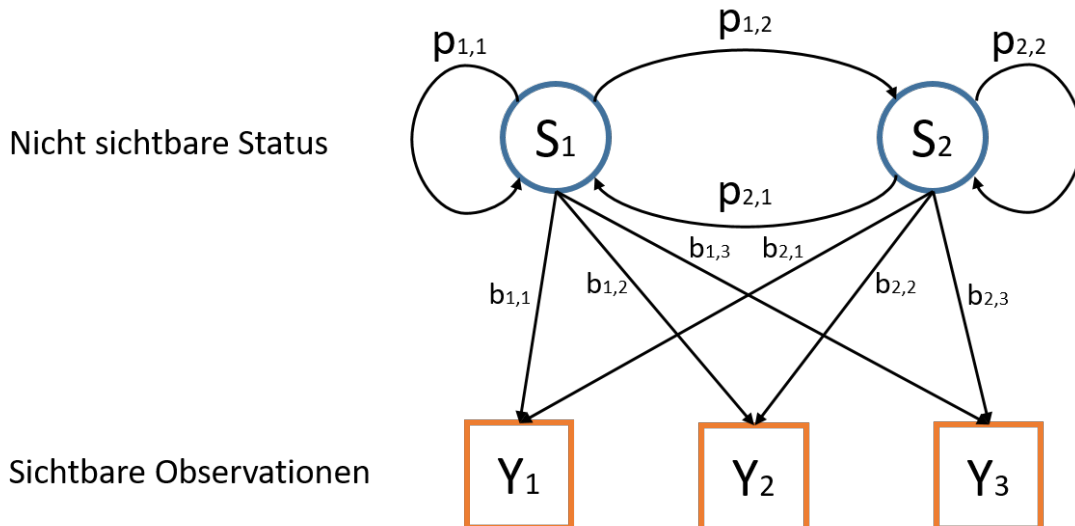 p1,1
p1,2
p2,2
Nicht sichtbare Status
S1
S2
p2,1
b1,3
b2,1
b1,1
b1,2
b2,2
b2,3
Sichtbare Observationen
Y1
Y2
Y3